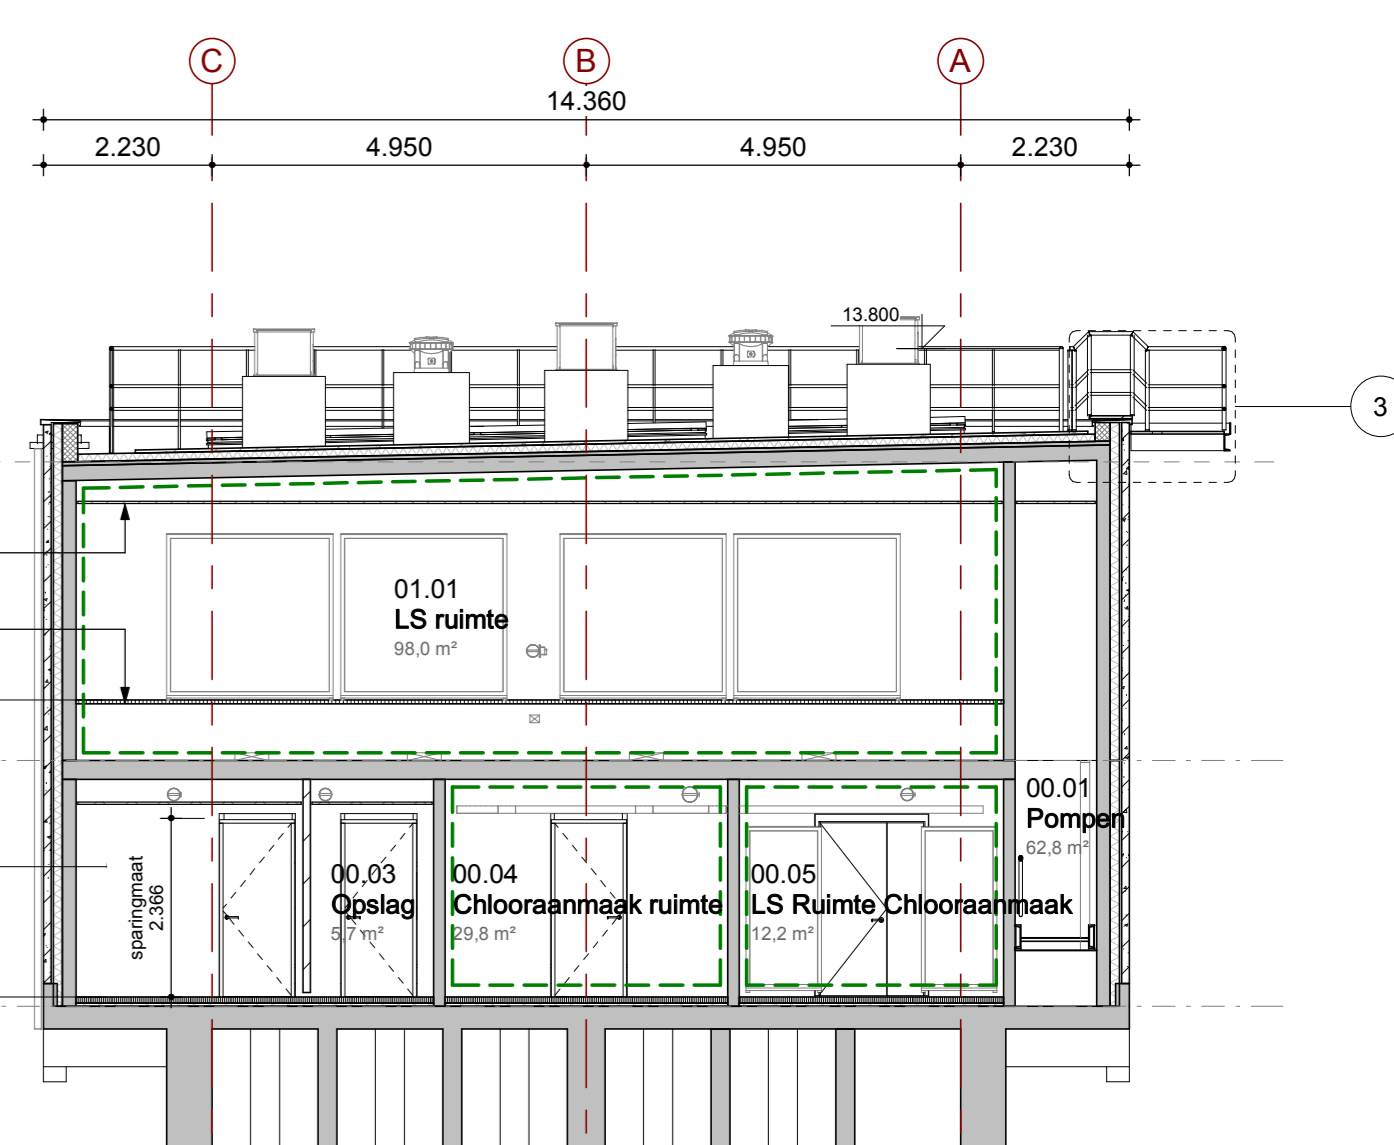 C
B
A
14.360
2.230
4.950
4.950
2.230
13.800
3
01.01
LS ruimte
98,0 m²
00.01
Pompen
62,8 m²
sparingmaat
2.366
00.03
Opslag
5,7 m²
00.04
Chlooraanmaak ruimte
29,8 m²
00.05
LS Ruimte Chlooraanmaak
12,2 m²